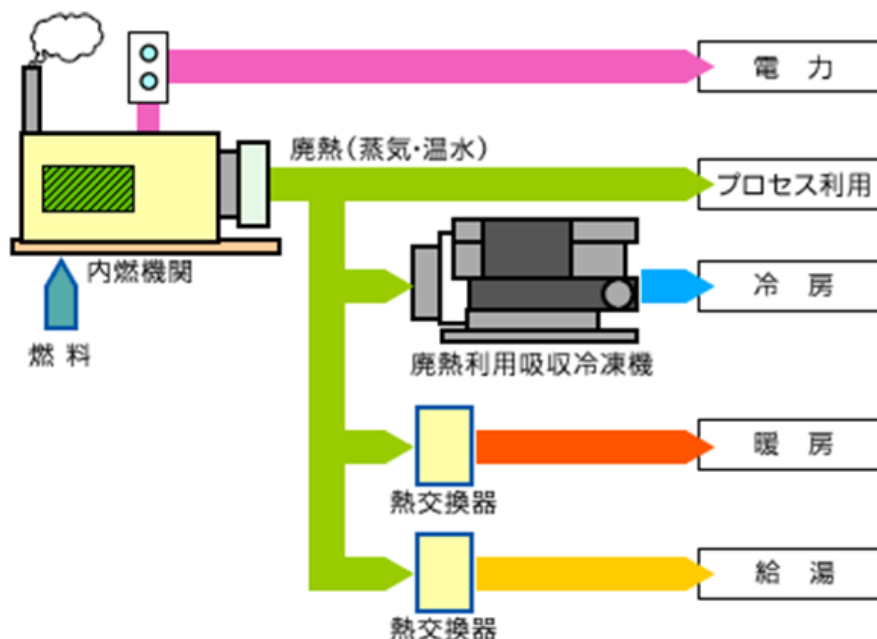 電 力
廃熱(蒸気・温水)
プロセス利用
内燃機関
冷 房
燃 料
廃熱利用吸収冷凍機
暖 房
熱交換器
給 湯
熱交換器